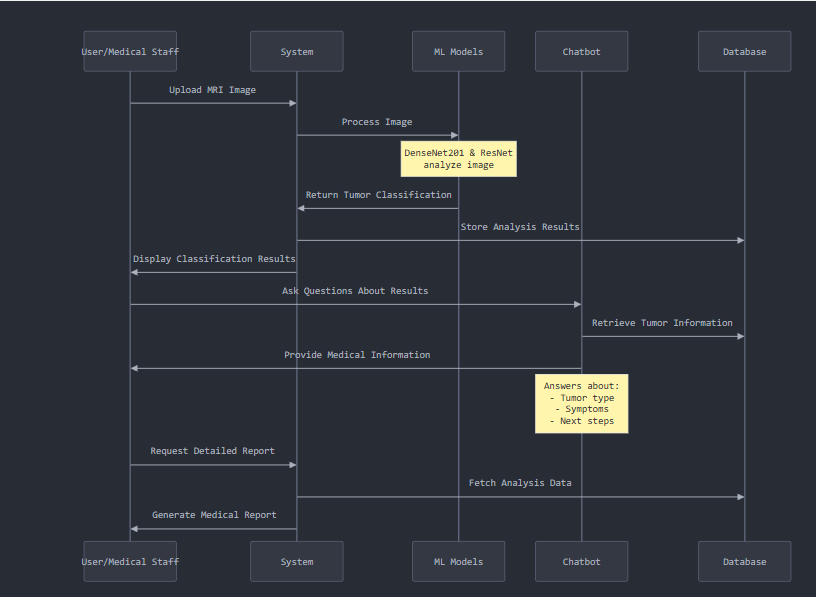 User/Medical Staff
System
ML Models
Chatbot
Database
Upload MRI Image
Process Image
DenseNet201 & ResNet
analyze image
Return Tumor Classification
Store Analysis Results
Display Classification Results
Ask Questions About Results
Retrieve Tumor Information
Provide Medical Information
Answers about:
- Tumor type
- Symptoms
- Next steps
Request Detailed Report
Fetch Analysis Data
Generate Medical Report
User/Medical Staff
System
ML Models
Chatbot
Database